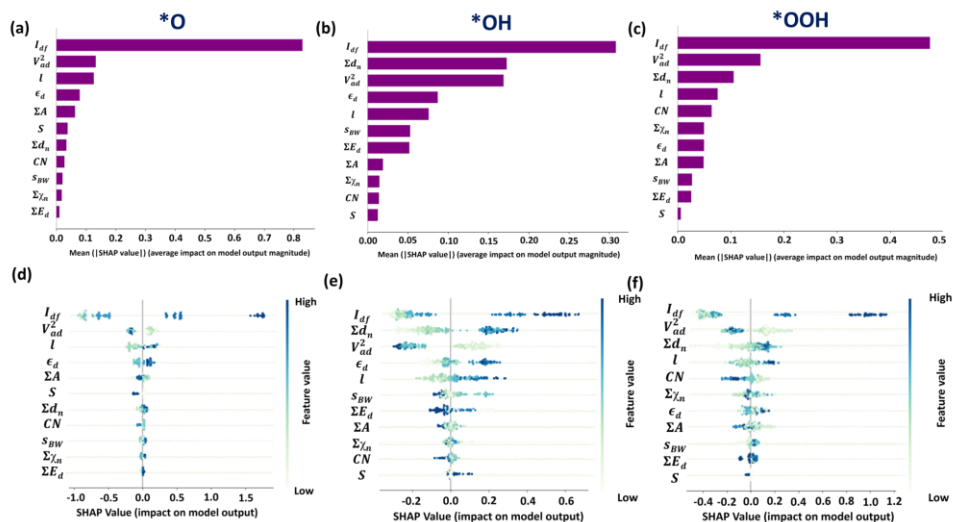 *O
*OH
*OOH
(a)
I_df
V²_ad
l
ϵ_d
ΣA
S
Σd_n
CN
s_BW
Σχ_n
ΣE_d
0.0 0.1 0.2 0.3 0.4 0.5 0.6 0.7 0.8
Mean (|SHAP value|) (average impact on model output magnitude)
(b)
I_df
Σd_n
V²_ad
ϵ_d
l
s_BW
ΣE_d
ΣA
Σχ_n
CN
S
0.00 0.05 0.10 0.15 0.20 0.25 0.30
Mean (|SHAP value|) (average impact on model output magnitude)
(c)
I_df
V²_ad
Σd_n
l
CN
Σχ_n
ϵ_d
ΣA
s_BW
ΣE_d
S
0.0 0.1 0.2 0.3 0.4 0.5
Mean (|SHAP value|) (average impact on model output magnitude)
(d)
I_df
V²_ad
l
ϵ_d
ΣA
S
Σd_n
CN
s_BW
Σχ_n
ΣE_d
-1.0 -0.5 0.0 0.5 1.0 1.5
SHAP Value (impact on model output)
High
Feature value
Low
(e)
I_df
Σd_n
V²_ad
ϵ_d
l
s_BW
ΣE_d
ΣA
Σχ_n
CN
S
-0.2 0.0 0.2 0.4 0.6
SHAP Value (impact on model output)
High
Feature value
Low
(f)
I_df
V²_ad
Σd_n
l
CN
Σχ_n
ϵ_d
ΣA
s_BW
ΣE_d
S
-0.4 -0.2 0.0 0.2 0.4 0.6 0.8 1.0 1.2
SHAP Value (impact on model output)
High
Feature value
Low